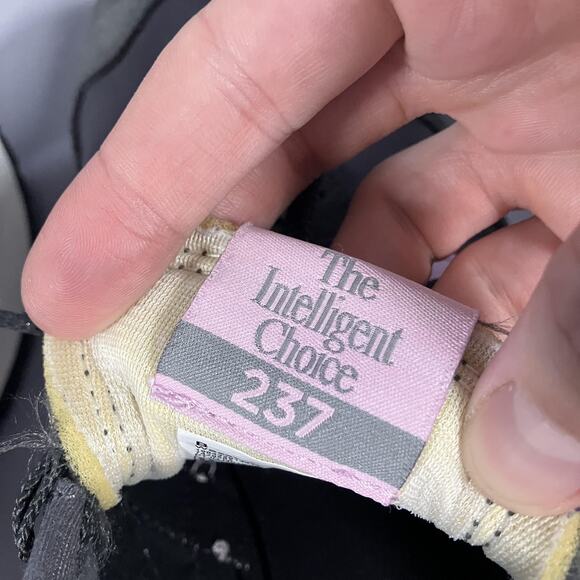 The
Intelligent
Choice
237